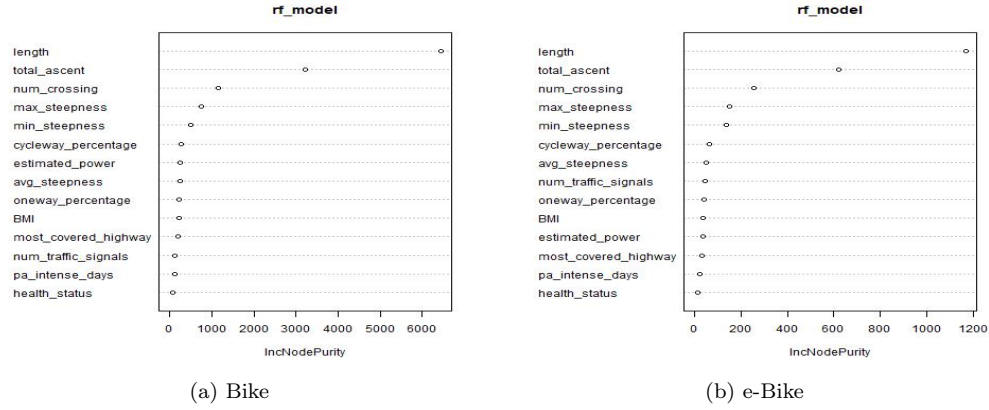 rf_model
length
total_ascent
num_crossing
max_steepness
min_steepness
cycleway_percentage
estimated_power
avg_steepness
oneway_percentage
BMI
most_covered_highway
num_traffic_signals
pa_intense_days
health_status
0 1000 2000 3000 4000 5000 6000
IncNodePurity
(a) Bike
rf_model
length
total_ascent
num_crossing
max_steepness
min_steepness
cycleway_percentage
avg_steepness
num_traffic_signals
oneway_percentage
BMI
estimated_power
most_covered_highway
pa_intense_days
health_status
0 200 400 600 800 1000 1200
IncNodePurity
(b) e-Bike